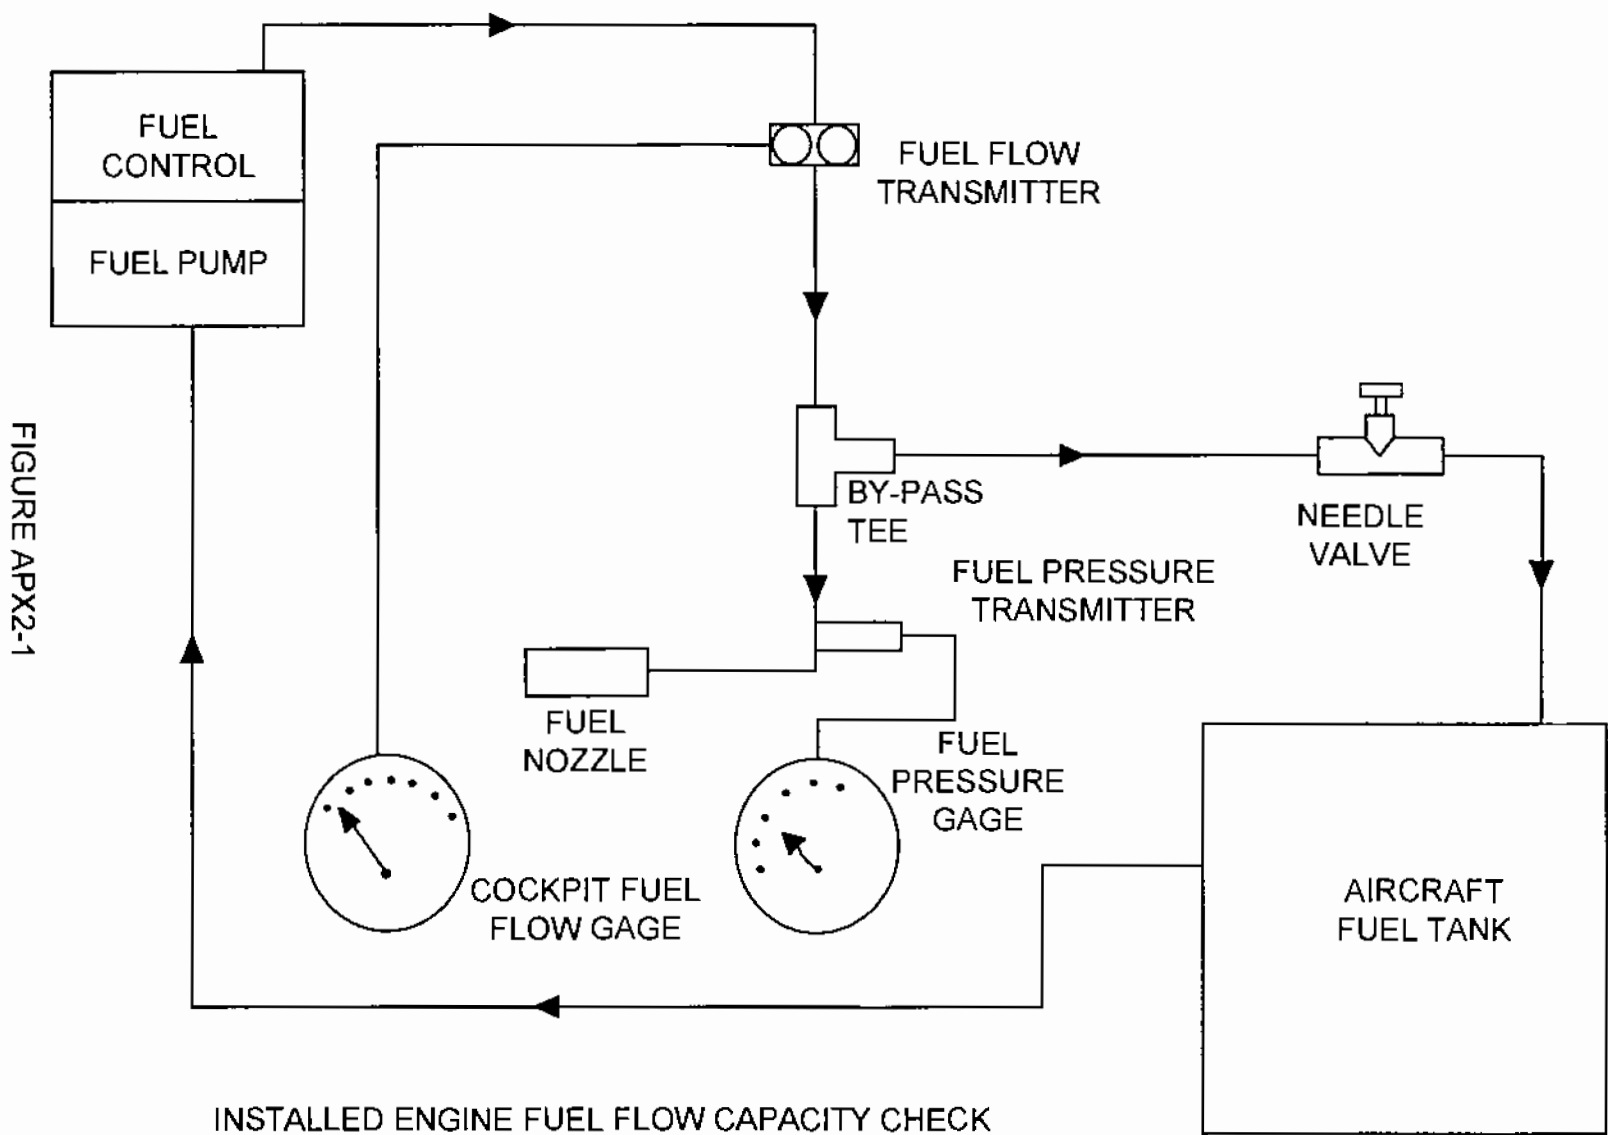 FUEL
CONTROL
FUEL PUMP
FUEL FLOW
TRANSMITTER
BY-PASS
TEE
NEEDLE
VALVE
FUEL PRESSURE
TRANSMITTER
FUEL
NOZZLE
FUEL
PRESSURE
GAGE
COCKPIT FUEL
FLOW GAGE
AIRCRAFT
FUEL TANK
FIGURE APX2-1
INSTALLED ENGINE FUEL FLOW CAPACITY CHECK